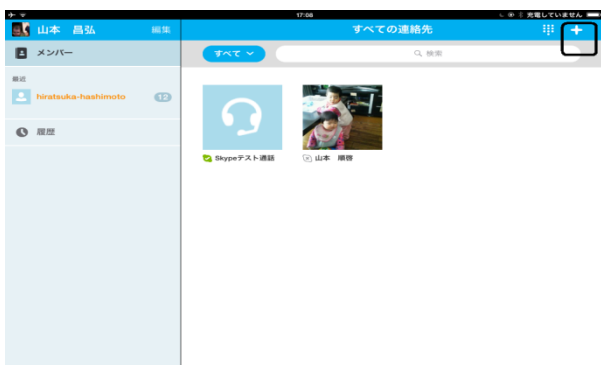 17:08
充電していません
山本 昌弘
編集
すべての連絡先
メンバー
すべて
検索
最近
hiratsuka-hashimoto
12
履歴
Skypeテスト通話
山本 順啓